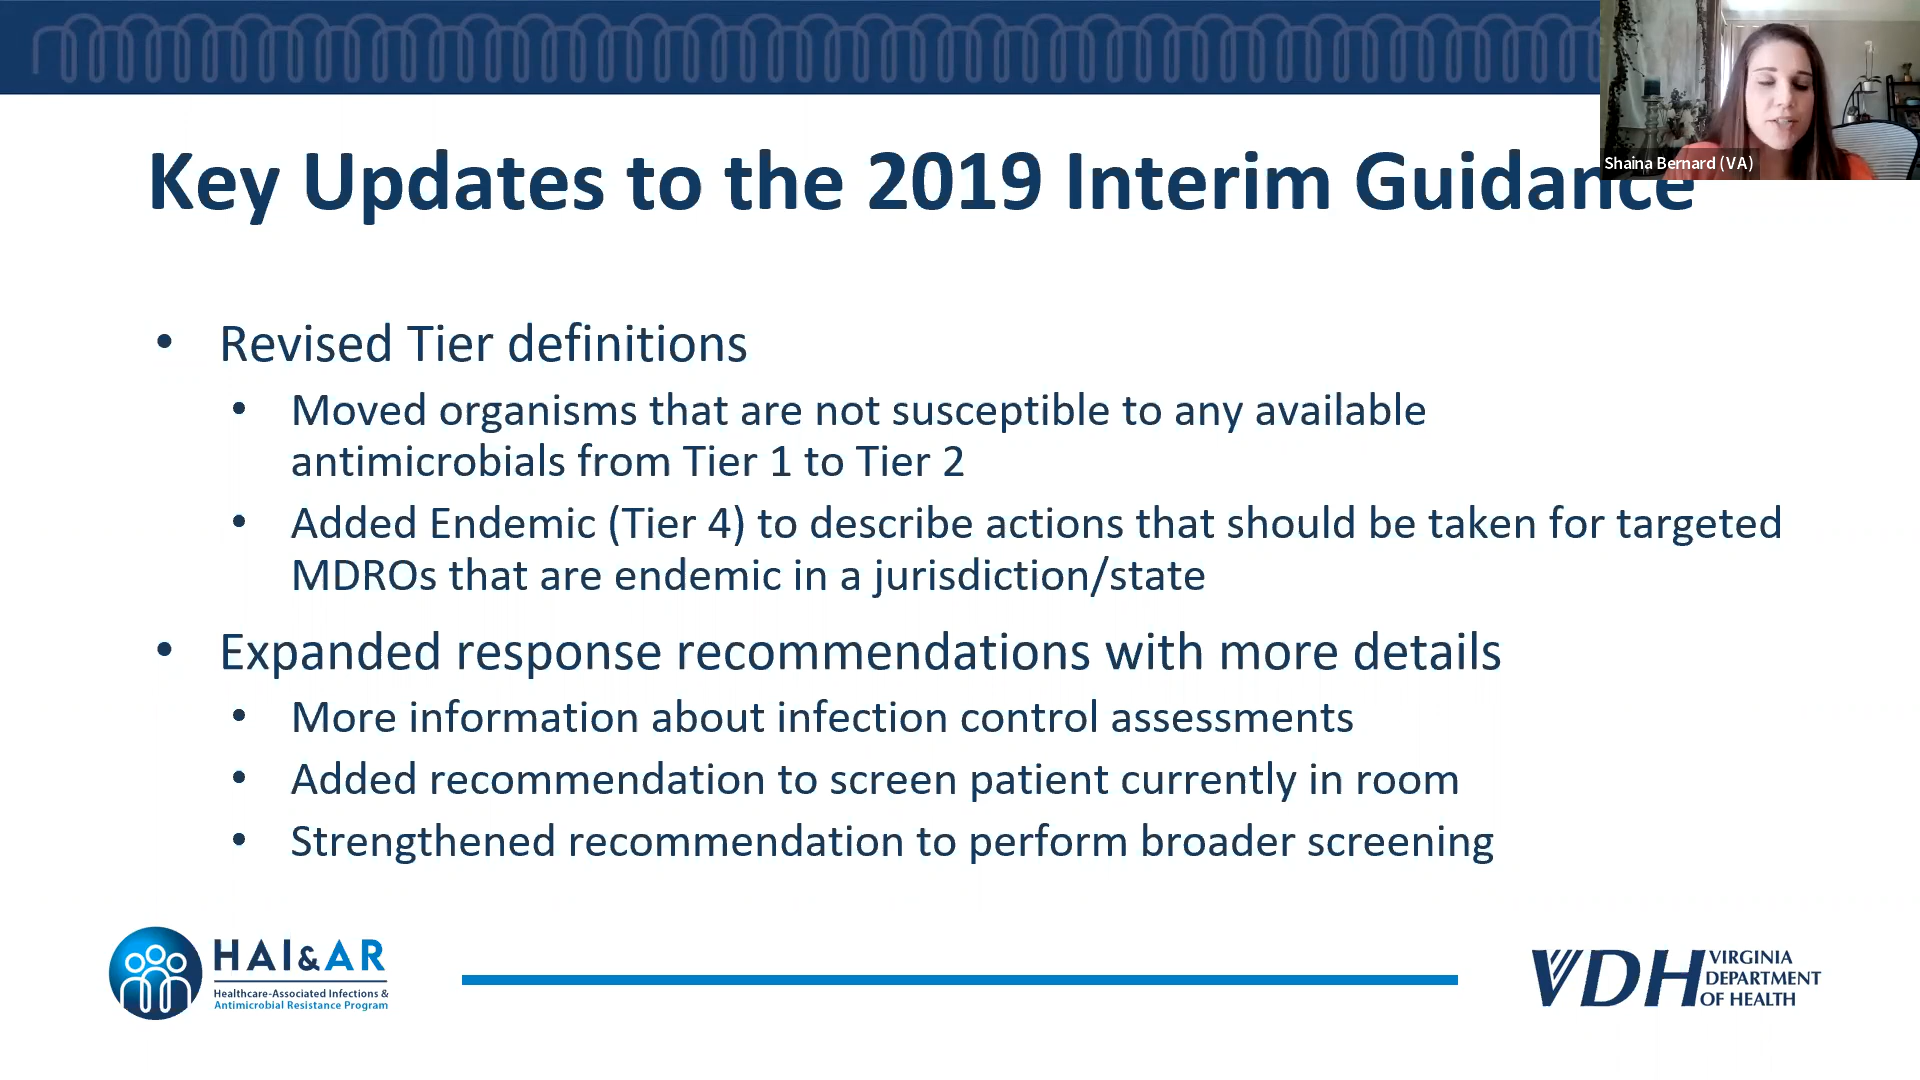 Shaina Bernard (VA)
Key Updates to the 2019 Interim Guidance
• Revised Tier definitions
• Moved organisms that are not susceptible to any available
antimicrobials from Tier 1 to Tier 2
• Added Endemic (Tier 4) to describe actions that should be taken for targeted
MDROs that are endemic in a jurisdiction/state
• Expanded response recommendations with more details
• More information about infection control assessments
• Added recommendation to screen patient currently in room
• Strengthened recommendation to perform broader screening
HAI&AR
Healthcare-Associated Infections &
Antimicrobial Resistance Program
VDH VIRGINIA
DEPARTMENT
OF HEALTH